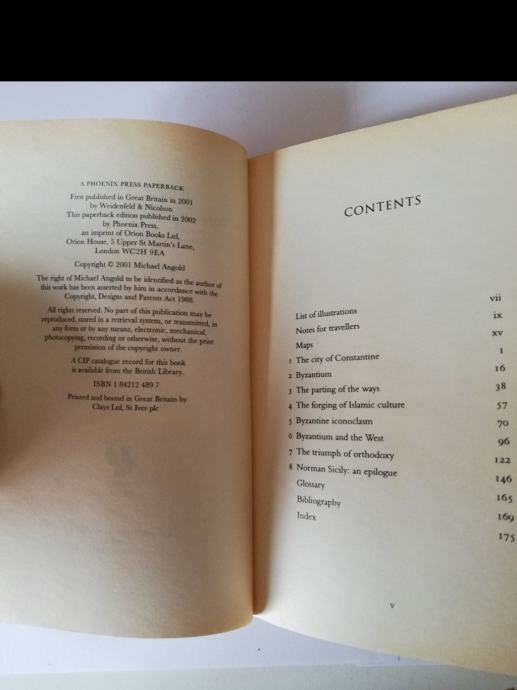 A PHOENIX PRESS PAPERBACK
First published in Great Britain in 2001
by Weidenfeld & Nicolson
This paperback edition published in 2002
by Phoenix Press,
an imprint of Orion Books Ltd,
Orion House, 5 Upper St Martin's Lane,
London WC2H 9EA
Copyright © 2001 Michael Angold
The right of Michael Angold to be identified as the author of
this work has been asserted by him in accordance with the
Copyright, Designs and Patents Act 1988.
All rights reserved. No part of this publication may be
reproduced, stored in a retrieval system, or transmitted, in
any form or by any means, electronic, mechanical,
photocopying, recording or otherwise, without the prior
permission of the copyright owner.
A CIP catalogue record for this book
is available from the British Library.
ISBN 1 84212 489 7
Printed and bound in Great Britain by
Clays Ltd, St Ives plc
CONTENTS
List of illustrations vii
Notes for travellers ix
Maps xv
1 The city of Constantine 1
2 Byzantium 16
3 The parting of the ways 38
4 The forging of Islamic culture 57
5 Byzantine iconoclasm 70
6 Byzantium and the West 96
7 The triumph of orthodoxy 122
8 Norman Sicily: an epilogue 146
Glossary 165
Bibliography 169
Index 175
v